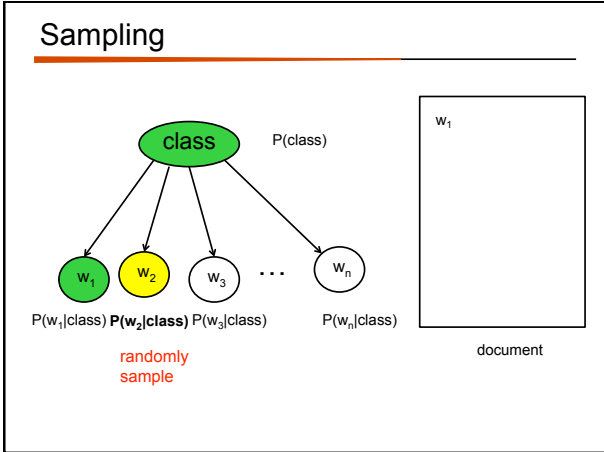 Sampling
class
P(class)
w₁
w₁ w₂ w₃ ... wₙ
P(w₁|class) P(w₂|class) P(w₃|class) P(wₙ|class)
randomly
sample
document